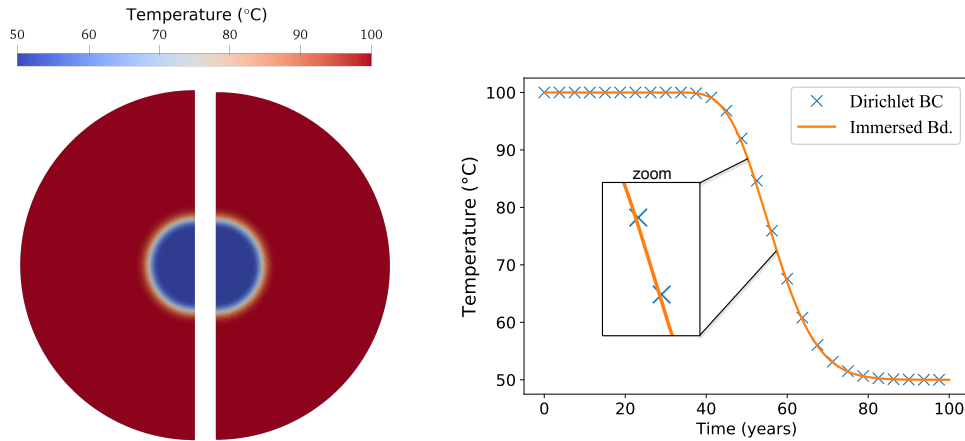 Temperature (°C)
50 60 70 80 90 100
100
90
80
70
60
50
Temperature (°C)
Dirichlet BC
Immersed Bd.
zoom
0 20 40 60 80 100
Time (years)